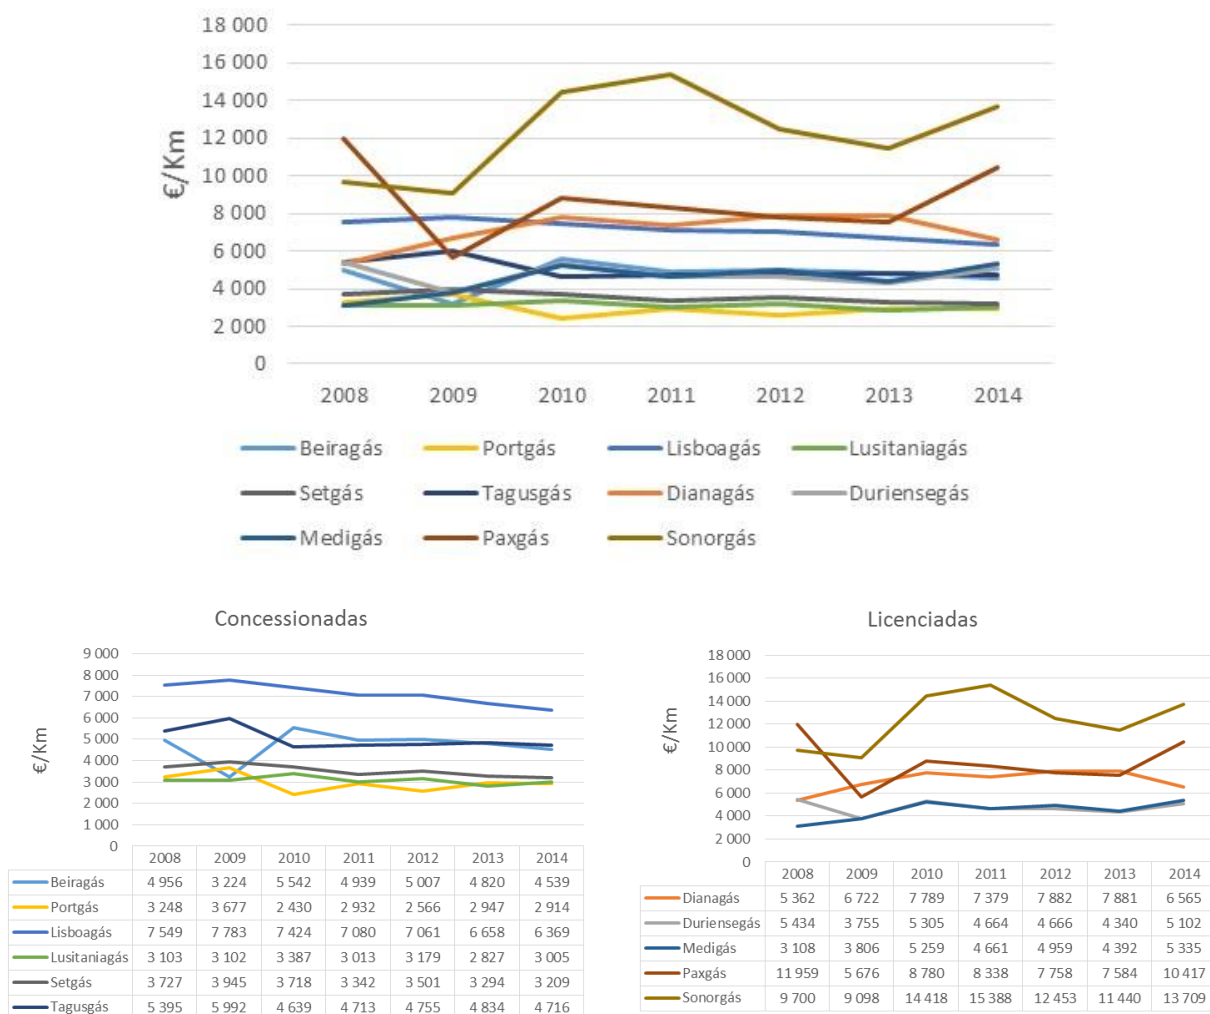 18 000
16 000
14 000
12 000
10 000
8 000
6 000
4 000
2 000
0
€/Km
2008 2009 2010 2011 2012 2013 2014
Beiragás Portgás Lisboagás Lusitaniagás
Setgás Tagusgás Dianagás Duriensegás
Medigás Paxgás Sonorgás
Concessionadas
9 000
8 000
7 000
6 000
5 000
4 000
3 000
2 000
1 000
0
€/Km
2008 2009 2010 2011 2012 2013 2014
Beiragás 4 956 3 224 5 542 4 939 5 007 4 820 4 539
Portgás 3 248 3 677 2 430 2 932 2 566 2 947 2 914
Lisboagás 7 549 7 783 7 424 7 080 7 061 6 658 6 369
Lusitaniagás 3 103 3 102 3 387 3 013 3 179 2 827 3 005
Setgás 3 727 3 945 3 718 3 342 3 501 3 294 3 209
Tagusgás 5 395 5 992 4 639 4 713 4 755 4 834 4 716
Licenciadas
18 000
16 000
14 000
12 000
10 000
8 000
6 000
4 000
2 000
0
€/Km
2008 2009 2010 2011 2012 2013 2014
Dianagás 5 362 6 722 7 789 7 379 7 882 7 881 6 565
Duriensegás 5 434 3 755 5 305 4 664 4 666 4 340 5 102
Medigás 3 108 3 806 5 259 4 661 4 959 4 392 5 335
Paxgás 11 959 5 676 8 780 8 338 7 758 7 584 10 417
Sonorgás 9 700 9 098 14 418 15 388 12 453 11 440 13 709